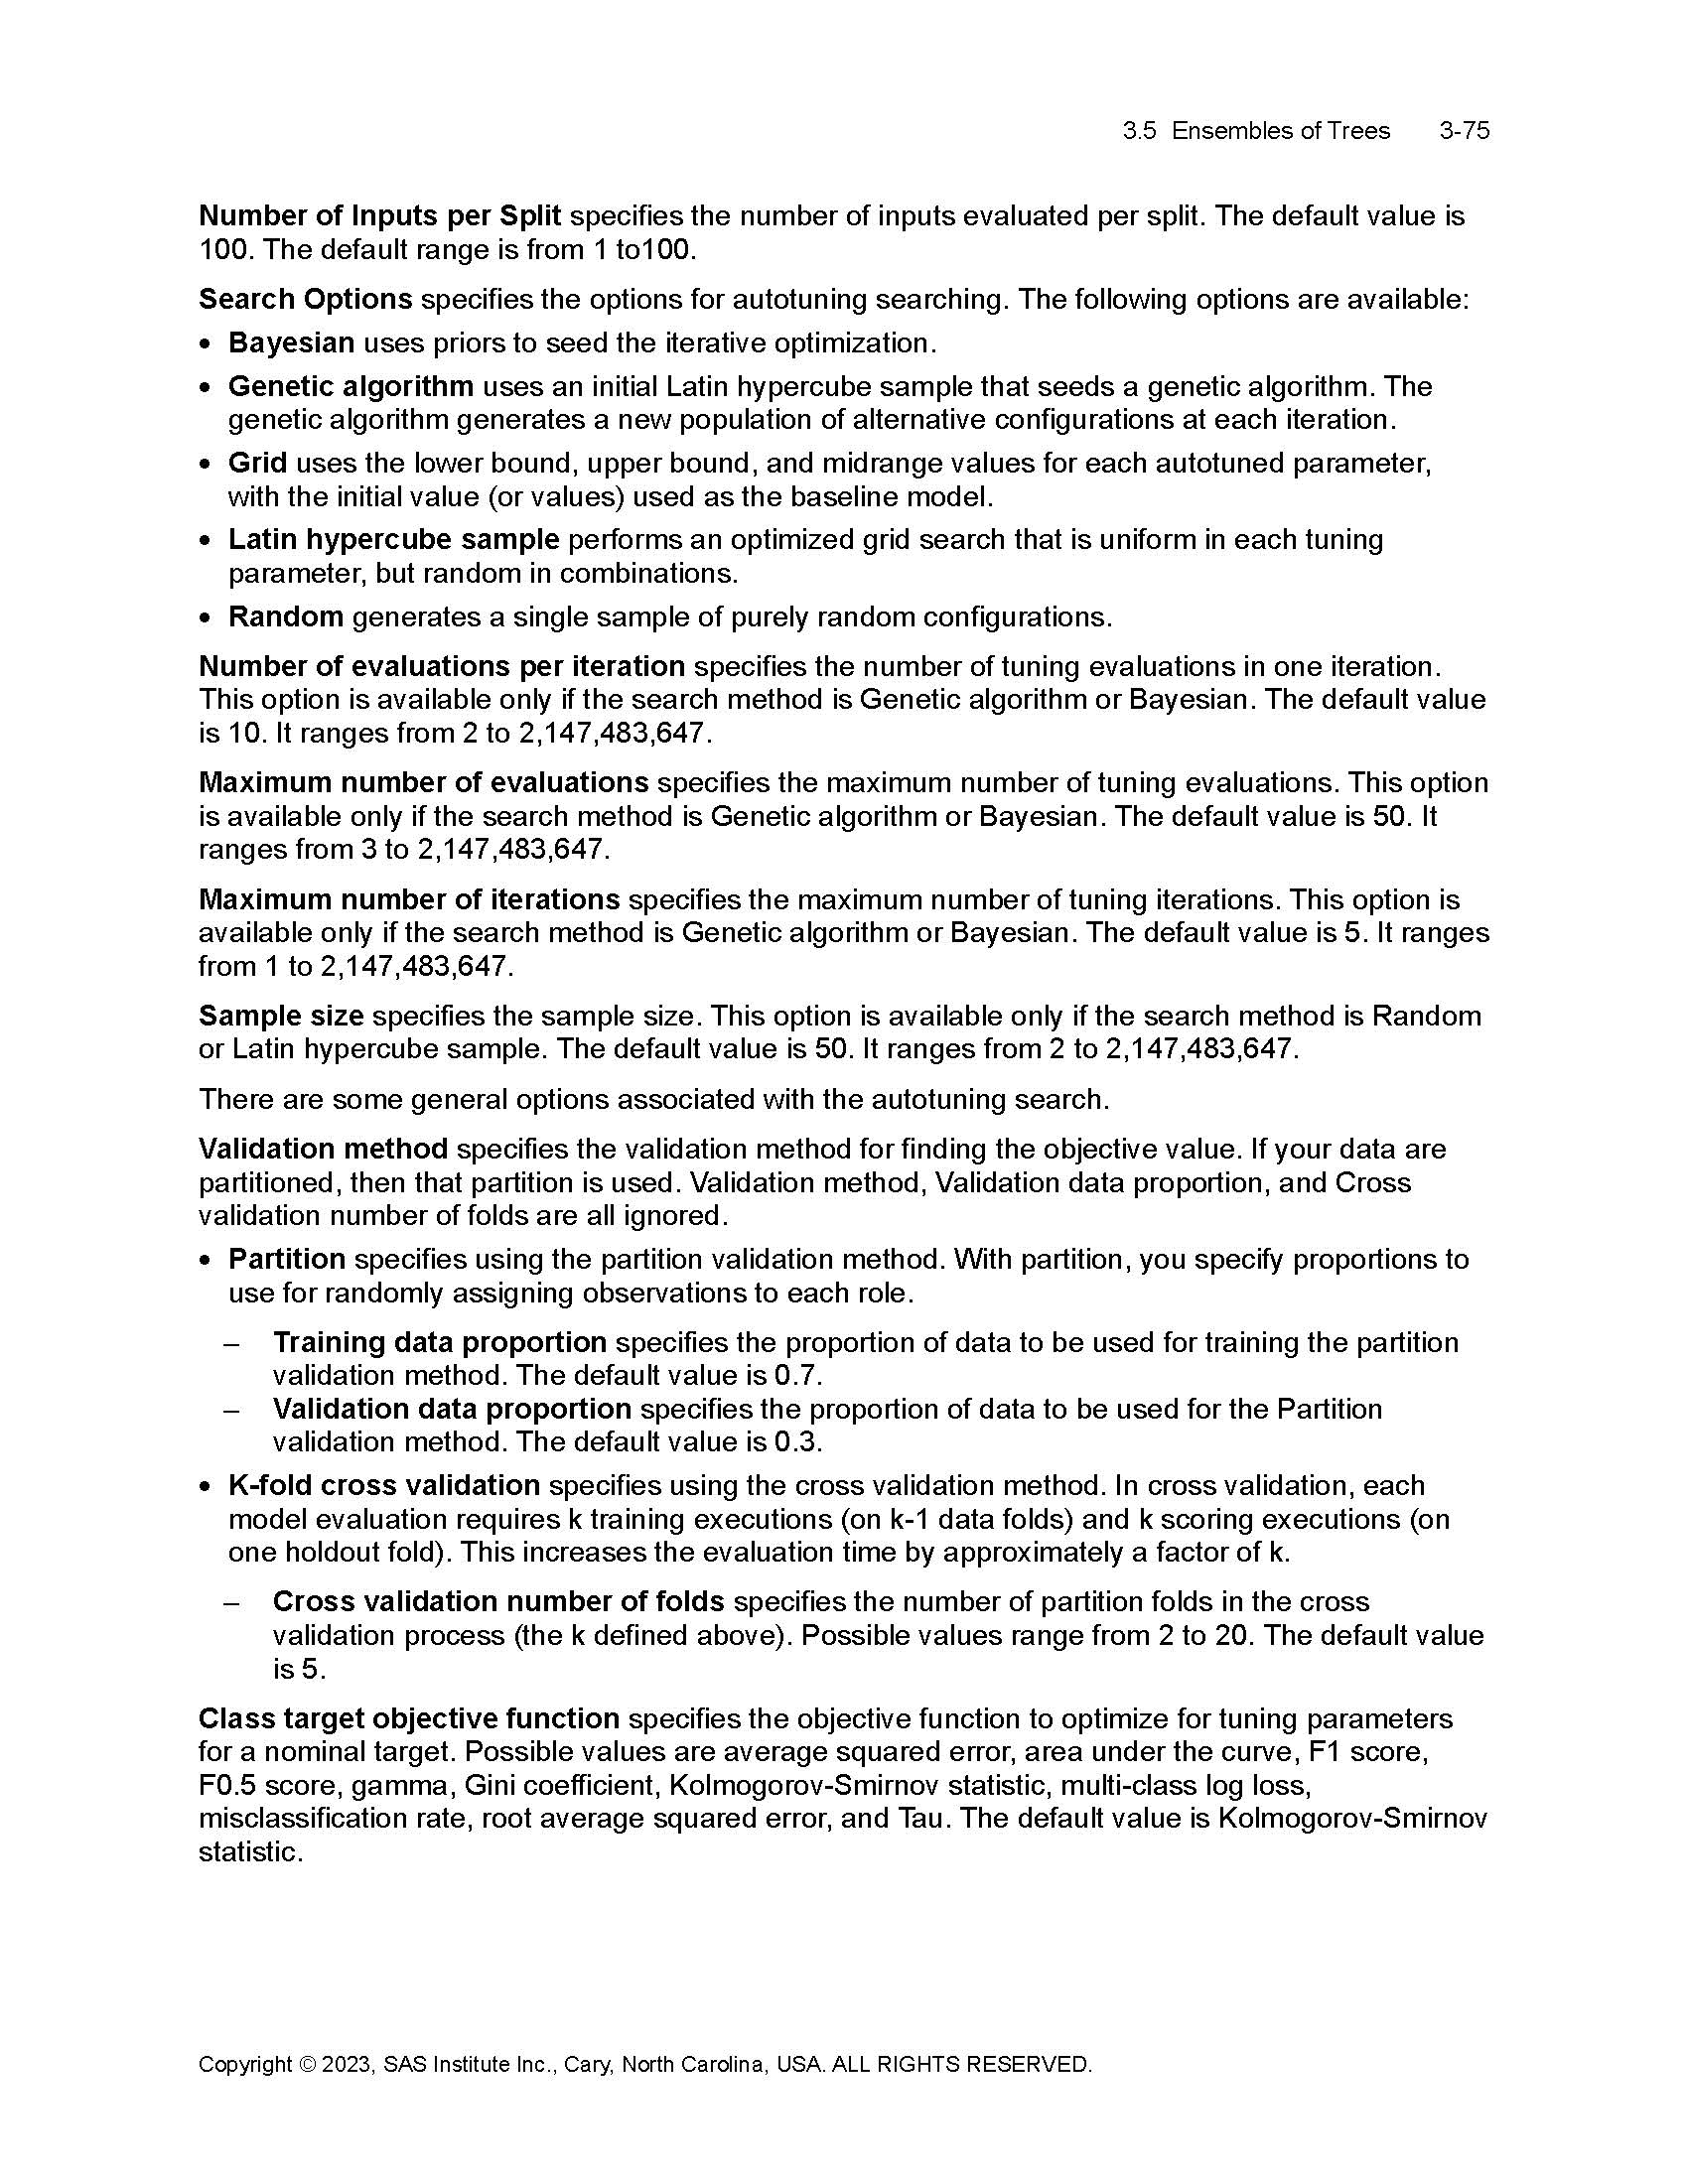 3.5 Ensembles of Trees 3-75
Number of Inputs per Split specifies the number of inputs evaluated per split. The default value is
100. The default range is from 1 to100.
Search Options specifies the options for autotuning searching. The following options are available:
• Bayesian uses priors to seed the iterative optimization.
• Genetic algorithm uses an initial Latin hypercube sample that seeds a genetic algorithm. The
genetic algorithm generates a new population of alternative configurations at each iteration.
• Grid uses the lower bound, upper bound, and midrange values for each autotuned parameter,
with the initial value (or values) used as the baseline model.
• Latin hypercube sample performs an optimized grid search that is uniform in each tuning
parameter, but random in combinations.
• Random generates a single sample of purely random configurations.
Number of evaluations per iteration specifies the number of tuning evaluations in one iteration.
This option is available only if the search method is Genetic algorithm or Bayesian. The default value
is 10. It ranges from 2 to 2,147,483,647.
Maximum number of evaluations specifies the maximum number of tuning evaluations. This option
is available only if the search method is Genetic algorithm or Bayesian. The default value is 50. It
ranges from 3 to 2,147,483,647.
Maximum number of iterations specifies the maximum number of tuning iterations. This option is
available only if the search method is Genetic algorithm or Bayesian. The default value is 5. It ranges
from 1 to 2,147,483,647.
Sample size specifies the sample size. This option is available only if the search method is Random
or Latin hypercube sample. The default value is 50. It ranges from 2 to 2,147,483,647.
There are some general options associated with the autotuning search.
Validation method specifies the validation method for finding the objective value. If your data are
partitioned, then that partition is used. Validation method, Validation data proportion, and Cross
validation number of folds are all ignored.
• Partition specifies using the partition validation method. With partition, you specify proportions to
use for randomly assigning observations to each role.
– Training data proportion specifies the proportion of data to be used for training the partition
validation method. The default value is 0.7.
– Validation data proportion specifies the proportion of data to be used for the Partition
validation method. The default value is 0.3.
• K-fold cross validation specifies using the cross validation method. In cross validation, each
model evaluation requires k training executions (on k-1 data folds) and k scoring executions (on
one holdout fold). This increases the evaluation time by approximately a factor of k.
– Cross validation number of folds specifies the number of partition folds in the cross
validation process (the k defined above). Possible values range from 2 to 20. The default value
is 5.
Class target objective function specifies the objective function to optimize for tuning parameters
for a nominal target. Possible values are average squared error, area under the curve, F1 score,
F0.5 score, gamma, Gini coefficient, Kolmogorov-Smirnov statistic, multi-class log loss,
misclassification rate, root average squared error, and Tau. The default value is Kolmogorov-Smirnov
statistic.
Copyright © 2023, SAS Institute Inc., Cary, North Carolina, USA. ALL RIGHTS RESERVED.